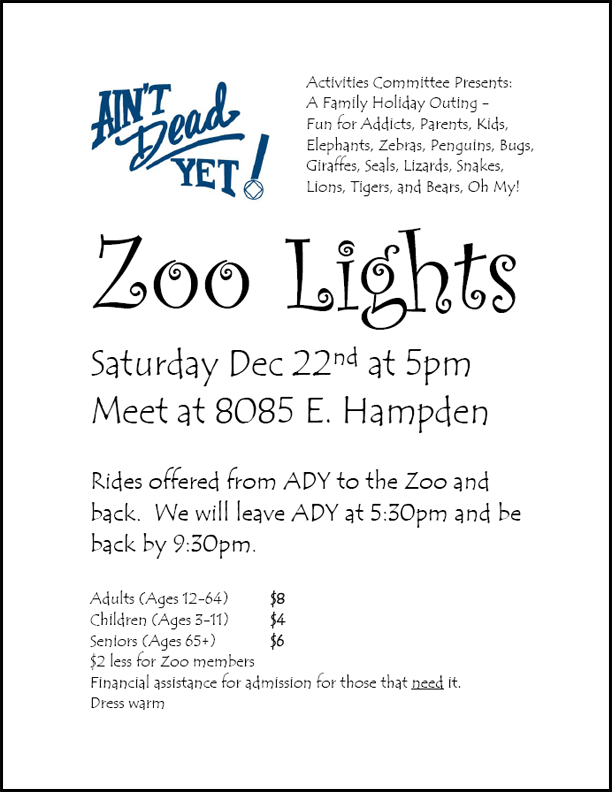 AIN'T
Dead
YET!
Activities Committee Presents:
A Family Holiday Outing -
Fun for Addicts, Parents, Kids,
Elephants, Zebras, Penguins, Bugs,
Giraffes, Seals, Lizards, Snakes,
Lions, Tigers, and Bears, Oh My!
Zoo Lights
Saturday Dec 22nd at 5pm
Meet at 8085 E. Hampden
Rides offered from ADY to the Zoo and
back. We will leave ADY at 5:30pm and be
back by 9:30pm.
Adults (Ages 12-64) $8
Children (Ages 3-11) $4
Seniors (Ages 65+) $6
$2 less for Zoo members
Financial assistance for admission for those that need it.
Dress warm